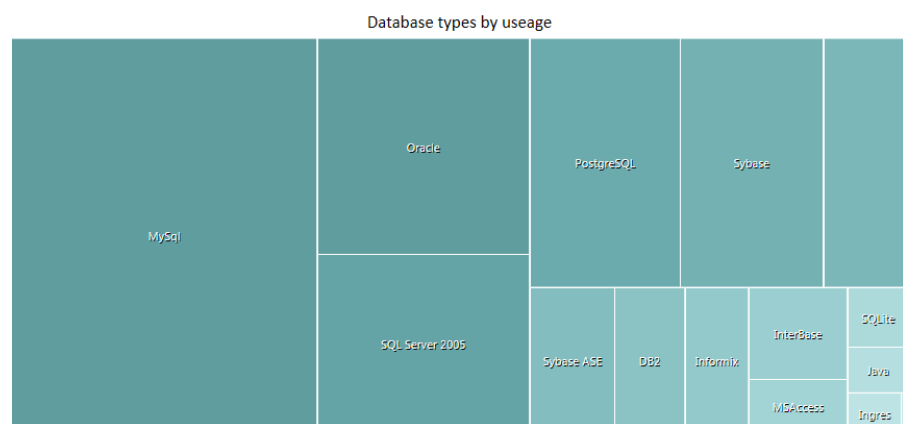 Database types by useage
MySql
Oracle
SQL Server 2005
PostgreSQL
Sybase
Sybase ASE
DB2
Informix
InterBase
MSAccess
SQLite
Java
Ingres